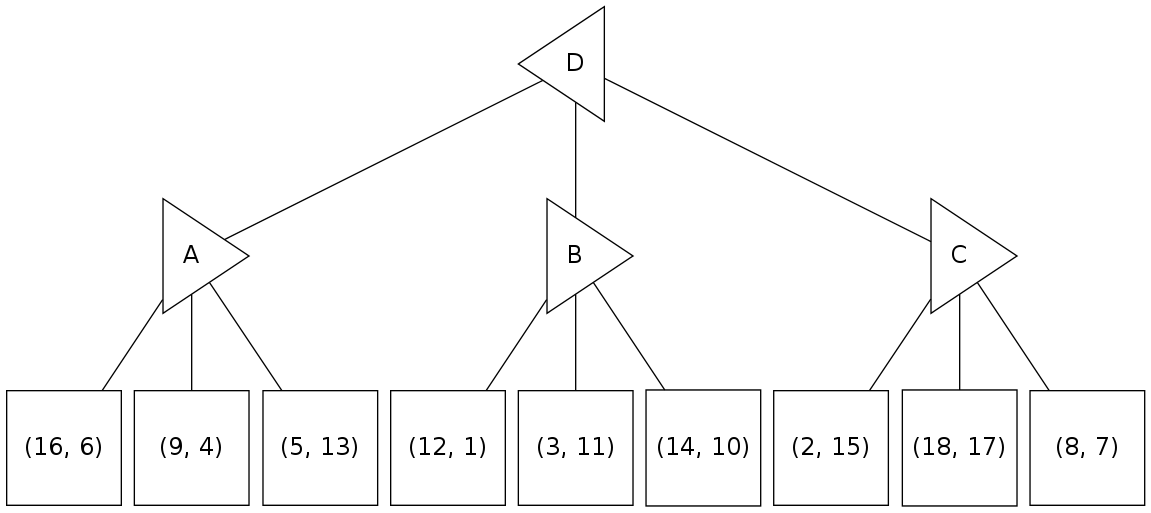 D
A B C
(16, 6) (9, 4) (5, 13) (12, 1) (3, 11) (14, 10) (2, 15) (18, 17) (8, 7)